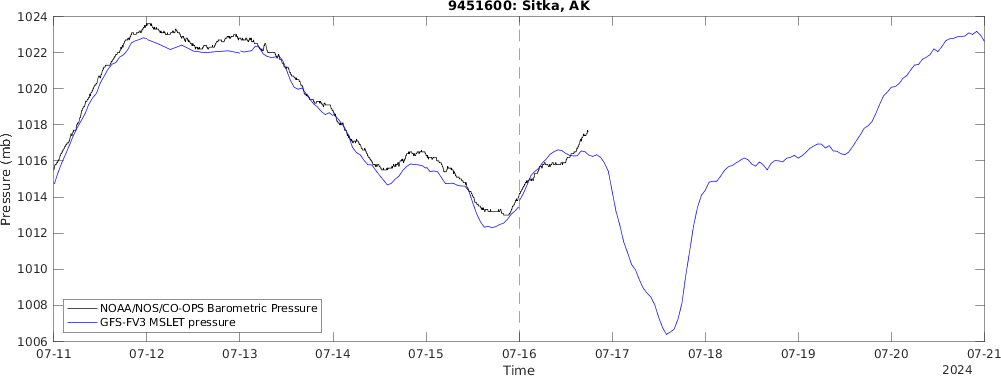 9451600: Sitka, AK
Pressure (mb)
1024
1022
1020
1018
1016
1014
1012
1010
1008
1006
NOAA/NOS/CO-OPS Barometric Pressure
GFS-FV3 MSLET pressure
07-11 07-12 07-13 07-14 07-15 07-16 07-17 07-18 07-19 07-20 07-21
Time
2024